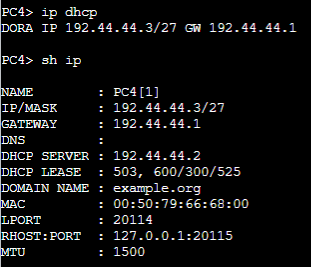 PC4> ip dhcp
DORA IP 192.44.44.3/27 GW 192.44.44.1
PC4> sh ip
NAME        : PC4[1]
IP/MASK     : 192.44.44.3/27
GATEWAY     : 192.44.44.1
DNS         :
DHCP SERVER : 192.44.44.2
DHCP LEASE  : 503, 600/300/525
DOMAIN NAME : example.org
MAC         : 00:50:79:66:68:00
LPORT       : 20114
RHOST:PORT  : 127.0.0.1:20115
MTU         : 1500